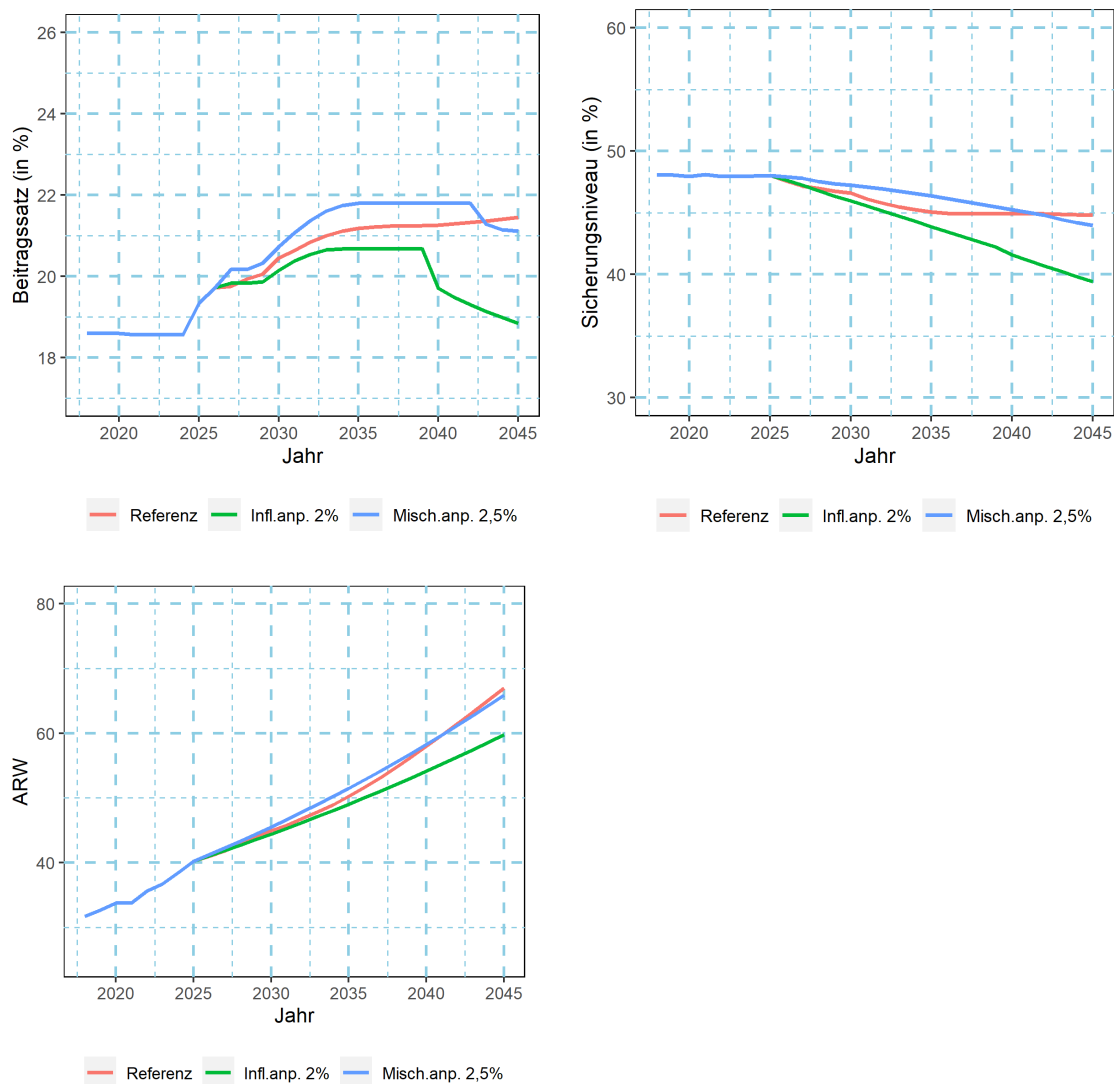 Beitragssatz (in %)
26
24
22
20
18
2020 2025 2030 2035 2040 2045
Jahr
Referenz Infl.anp. 2% Misch.anp. 2,5%
Sicherungsniveau (in %)
60
50
40
30
2020 2025 2030 2035 2040 2045
Jahr
Referenz Infl.anp. 2% Misch.anp. 2,5%
ARW
80
60
40
2020 2025 2030 2035 2040 2045
Jahr
Referenz Infl.anp. 2% Misch.anp. 2,5%